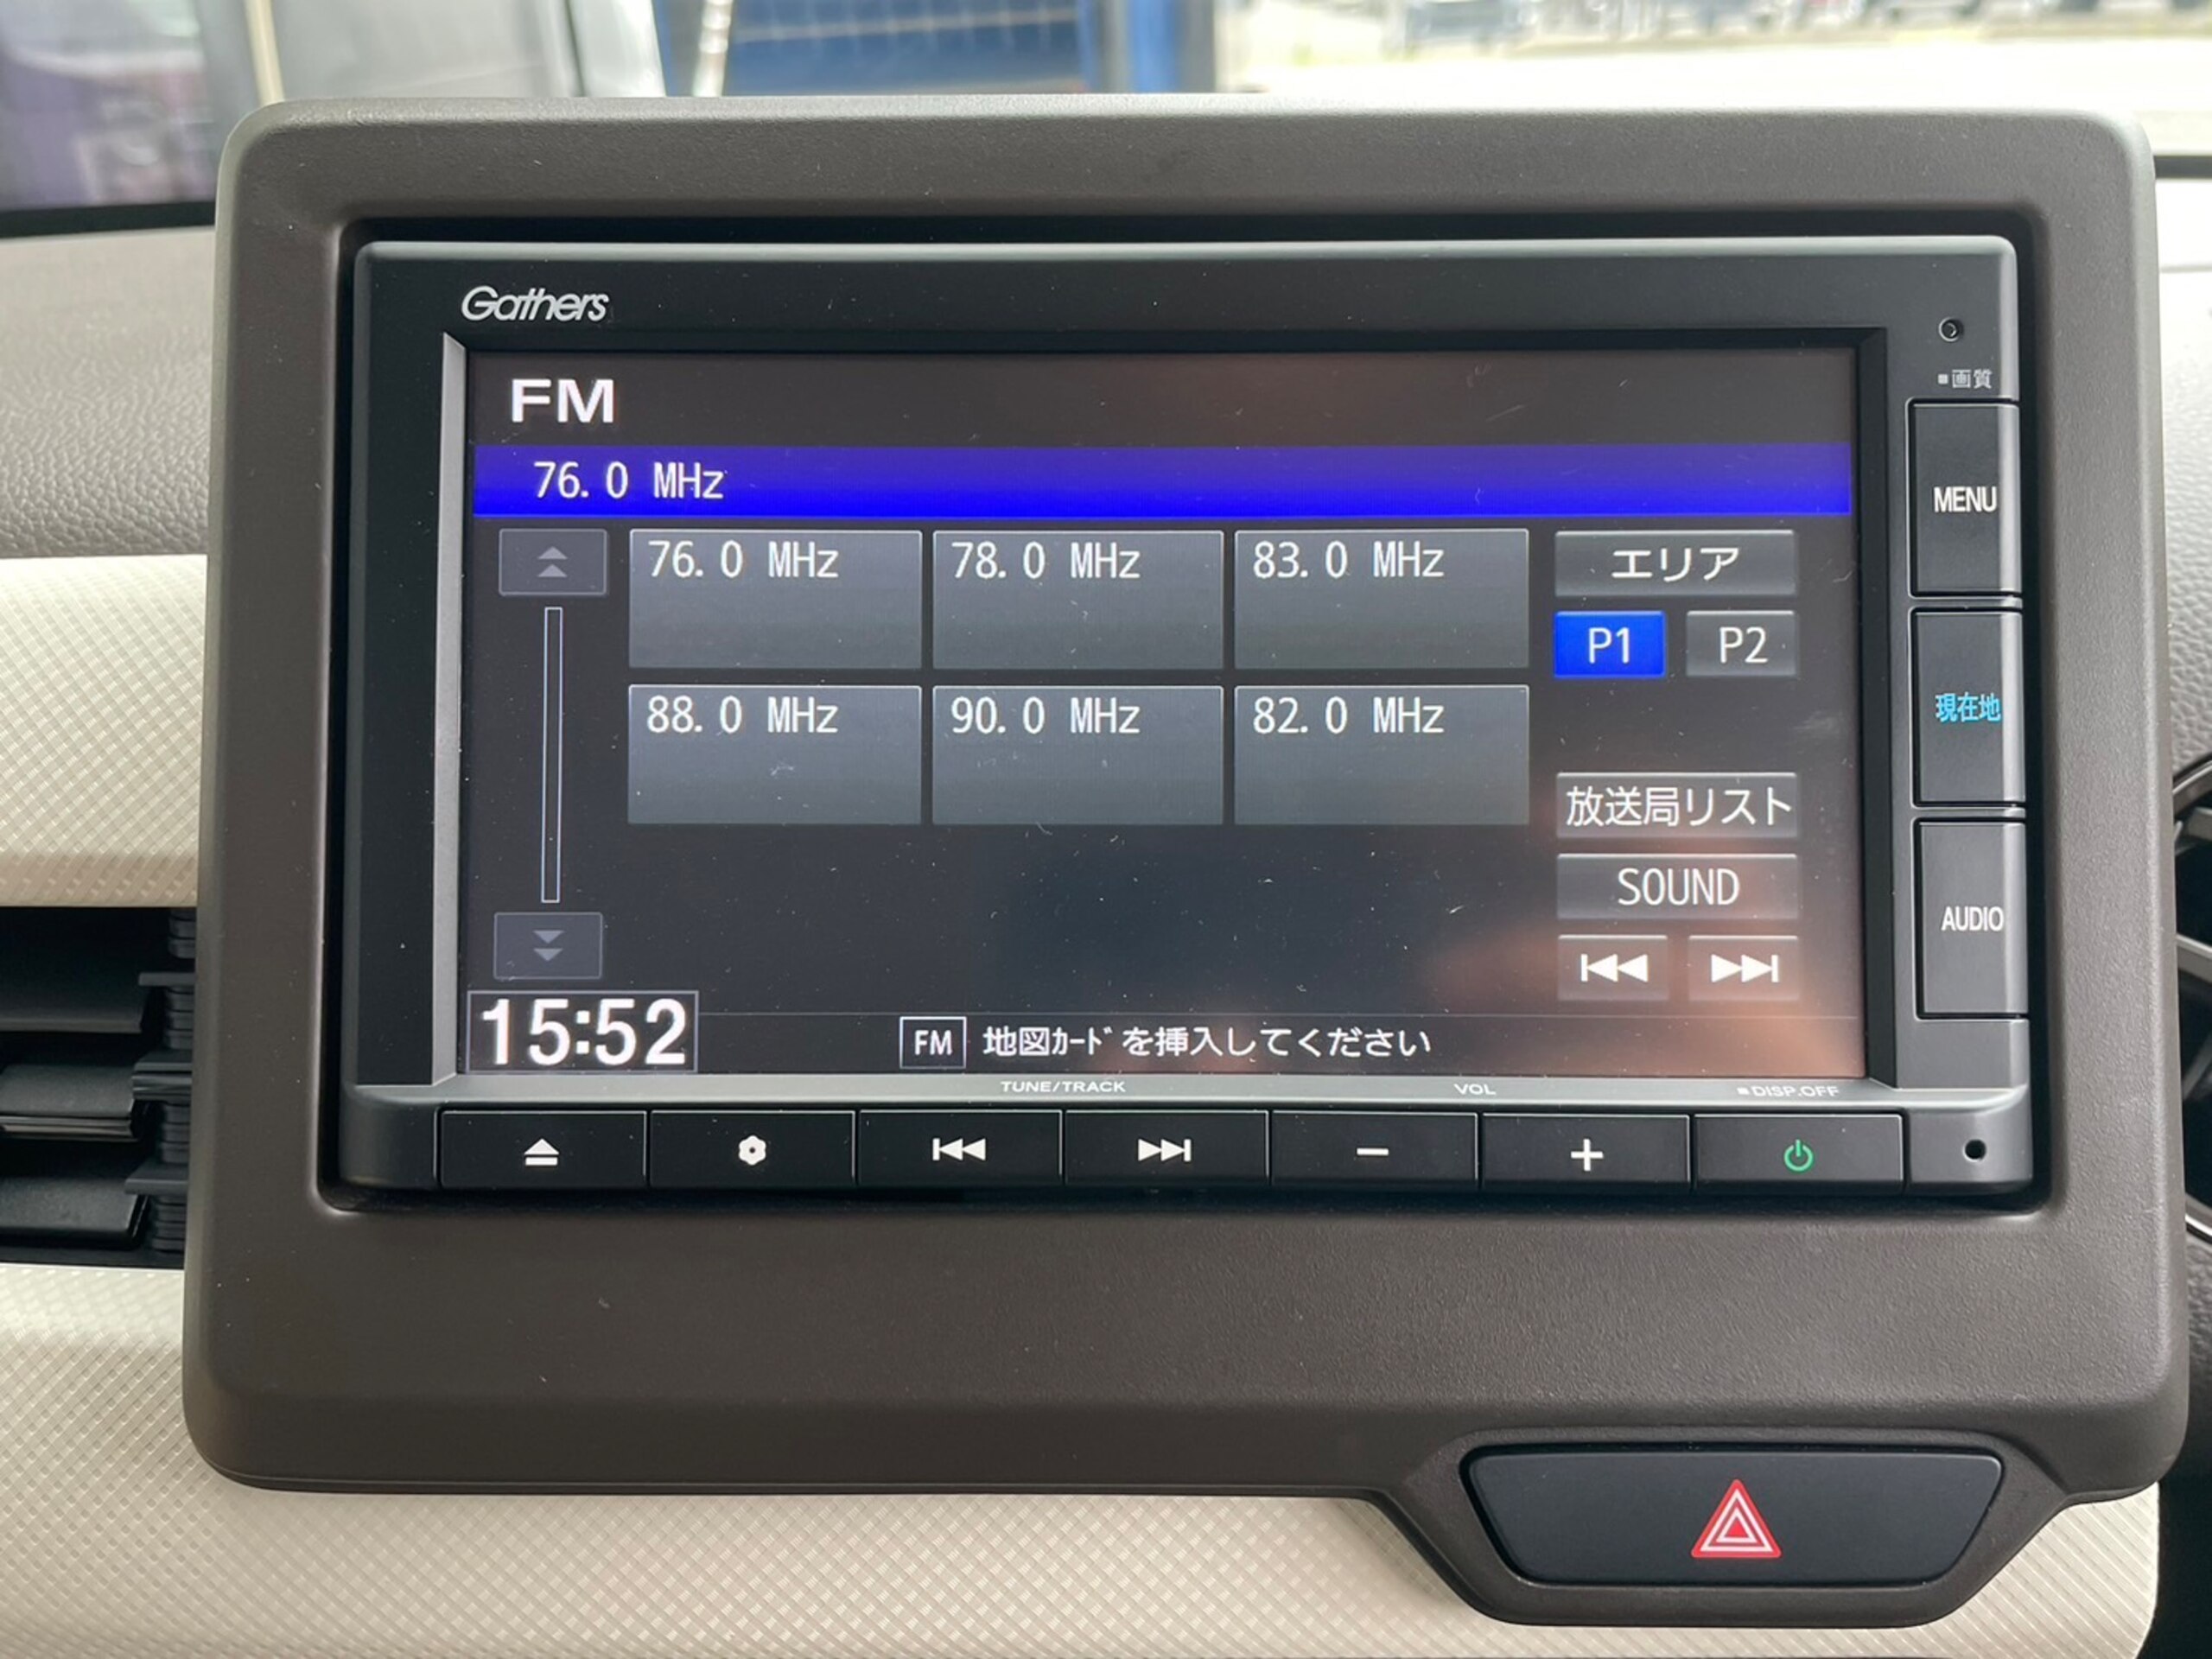 Gathers
■画質
FM
76.0 MHz
76.0 MHz
78.0 MHz
83.0 MHz
エリア
P1
P2
88.0 MHz
90.0 MHz
82.0 MHz
放送局リスト
SOUND
15:52
FM 地図ｶｰﾄﾞを挿入してください
MENU
現在地
AUDIO
TUNE/TRACK
VOL
■DISP.OFF